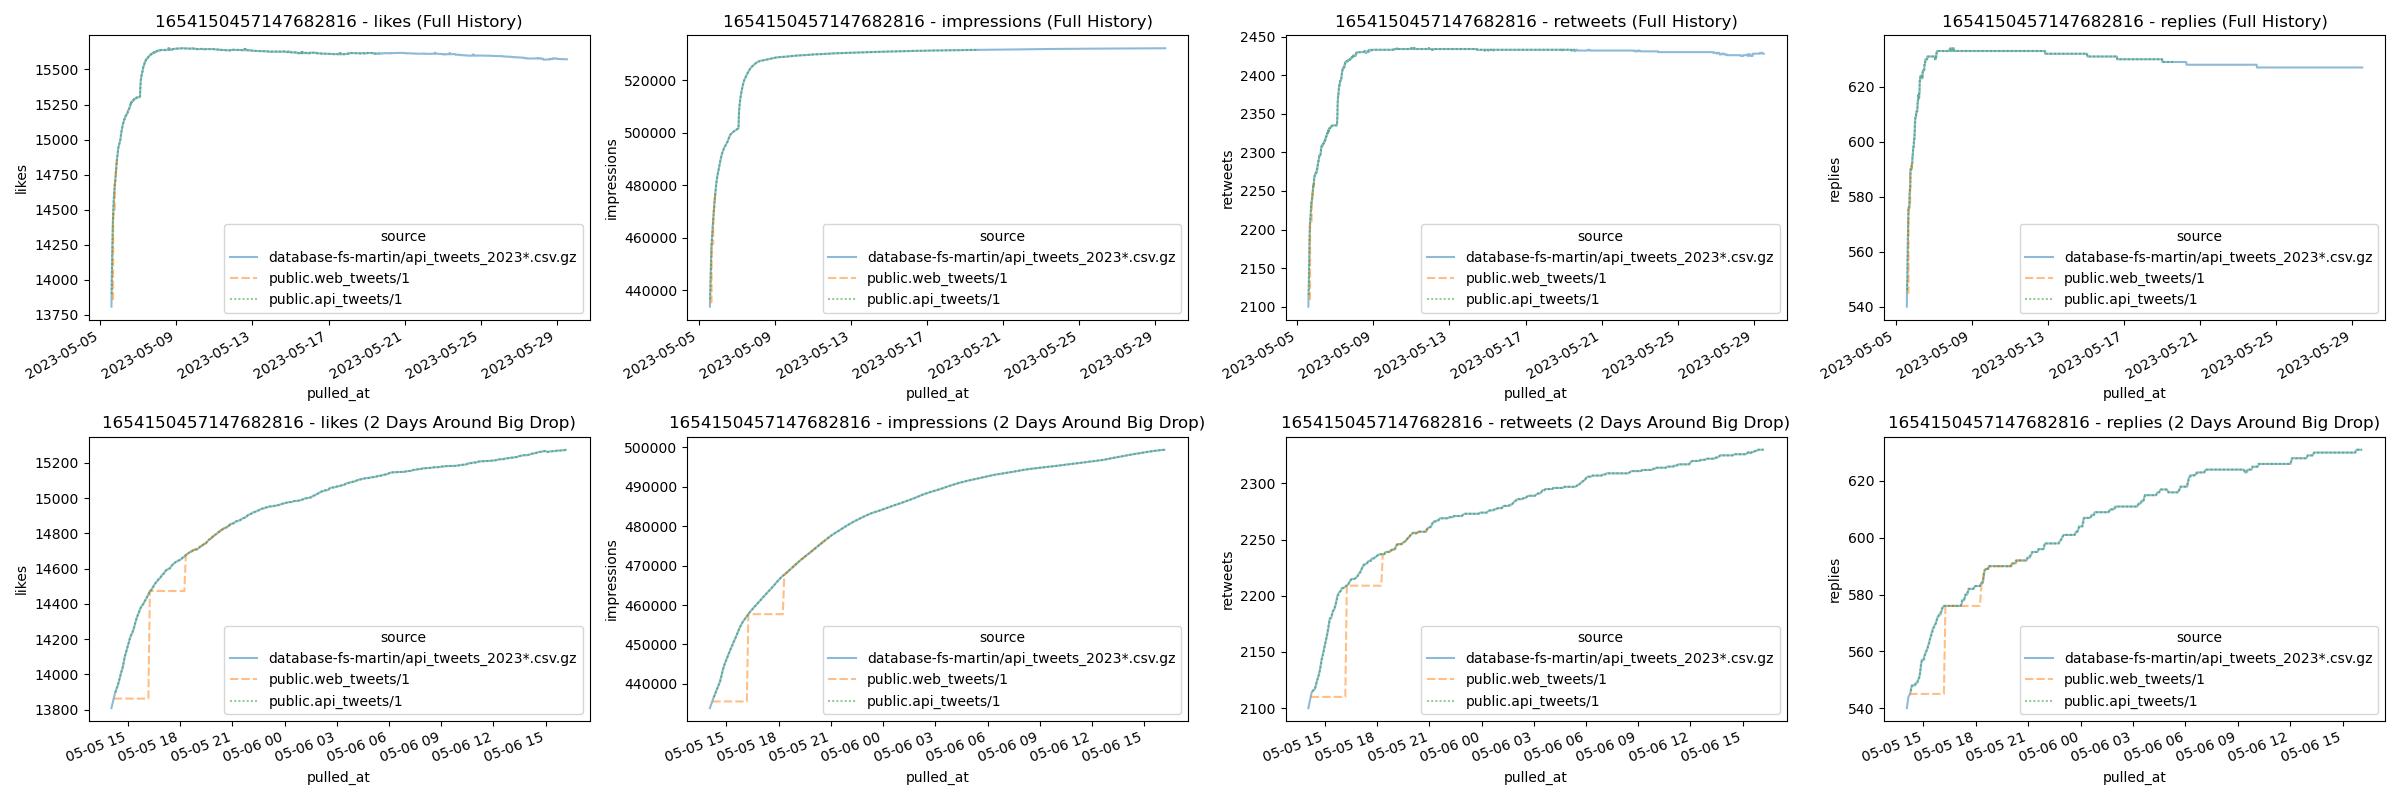 1654150457147682816 - likes (Full History)
likes
15500
15250
15000
14750
14500
14250
14000
13750
source
database-fs-martin/api_tweets_2023*.csv.gz
public.web_tweets/1
public.api_tweets/1
2023-05-05
2023-05-09
2023-05-13
2023-05-17
2023-05-21
2023-05-25
2023-05-29
pulled_at
1654150457147682816 - impressions (Full History)
impressions
520000
500000
480000
460000
440000
source
database-fs-martin/api_tweets_2023*.csv.gz
public.web_tweets/1
public.api_tweets/1
2023-05-05
2023-05-09
2023-05-13
2023-05-17
2023-05-21
2023-05-25
2023-05-29
pulled_at
1654150457147682816 - retweets (Full History)
retweets
2450
2400
2350
2300
2250
2200
2150
2100
source
database-fs-martin/api_tweets_2023*.csv.gz
public.web_tweets/1
public.api_tweets/1
2023-05-05
2023-05-09
2023-05-13
2023-05-17
2023-05-21
2023-05-25
2023-05-29
pulled_at
1654150457147682816 - replies (Full History)
replies
620
600
580
560
540
source
database-fs-martin/api_tweets_2023*.csv.gz
public.web_tweets/1
public.api_tweets/1
2023-05-05
2023-05-09
2023-05-13
2023-05-17
2023-05-21
2023-05-25
2023-05-29
pulled_at
1654150457147682816 - likes (2 Days Around Big Drop)
likes
15200
15000
14800
14600
14400
14200
14000
13800
source
database-fs-martin/api_tweets_2023*.csv.gz
public.web_tweets/1
public.api_tweets/1
05-05 15
05-05 18
05-05 21
05-06 00
05-06 03
05-06 06
05-06 09
05-06 12
05-06 15
pulled_at
1654150457147682816 - impressions (2 Days Around Big Drop)
impressions
500000
490000
480000
470000
460000
450000
440000
source
database-fs-martin/api_tweets_2023*.csv.gz
public.web_tweets/1
public.api_tweets/1
05-05 15
05-05 18
05-05 21
05-06 00
05-06 03
05-06 06
05-06 09
05-06 12
05-06 15
pulled_at
1654150457147682816 - retweets (2 Days Around Big Drop)
retweets
2300
2250
2200
2150
2100
source
database-fs-martin/api_tweets_2023*.csv.gz
public.web_tweets/1
public.api_tweets/1
05-05 15
05-05 18
05-05 21
05-06 00
05-06 03
05-06 06
05-06 09
05-06 12
05-06 15
pulled_at
1654150457147682816 - replies (2 Days Around Big Drop)
replies
620
600
580
560
540
source
database-fs-martin/api_tweets_2023*.csv.gz
public.web_tweets/1
public.api_tweets/1
05-05 15
05-05 18
05-05 21
05-06 00
05-06 03
05-06 06
05-06 09
05-06 12
05-06 15
pulled_at